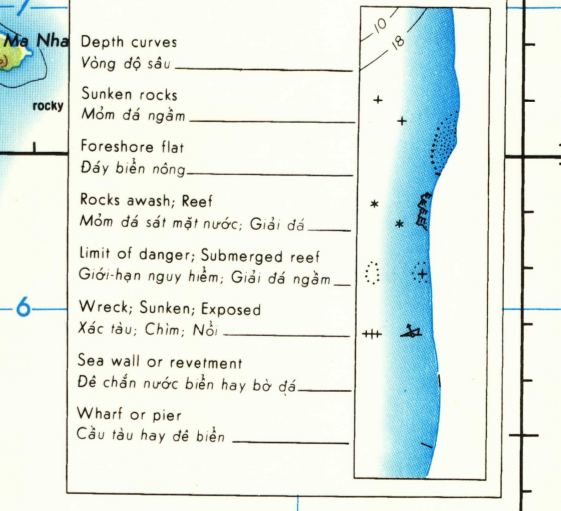 7
Ma Nha
rocky
Depth curves
Vòng độ sâu
Sunken rocks
Mỏm đá ngầm
Foreshore flat
Đáy biển nông
Rocks awash; Reef
Mỏm đá sát mặt nước; Giải đá
Limit of danger; Submerged reef
Giới-hạn nguy hiểm; Giải đá ngầm
Wreck; Sunken; Exposed
Xác tàu; Chìm; Nổi
Sea wall or revetment
Đê chắn nước biển hay bờ đá
Wharf or pier
Cầu tàu hay đê biển
10
18
6